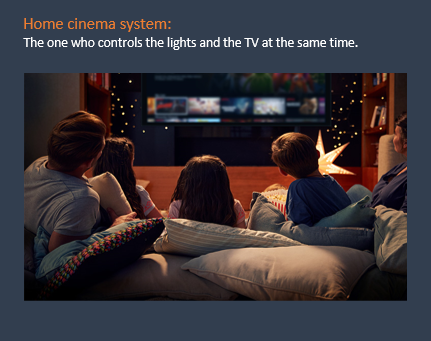 Home cinema system:
The one who controls the lights and the TV at the same time.